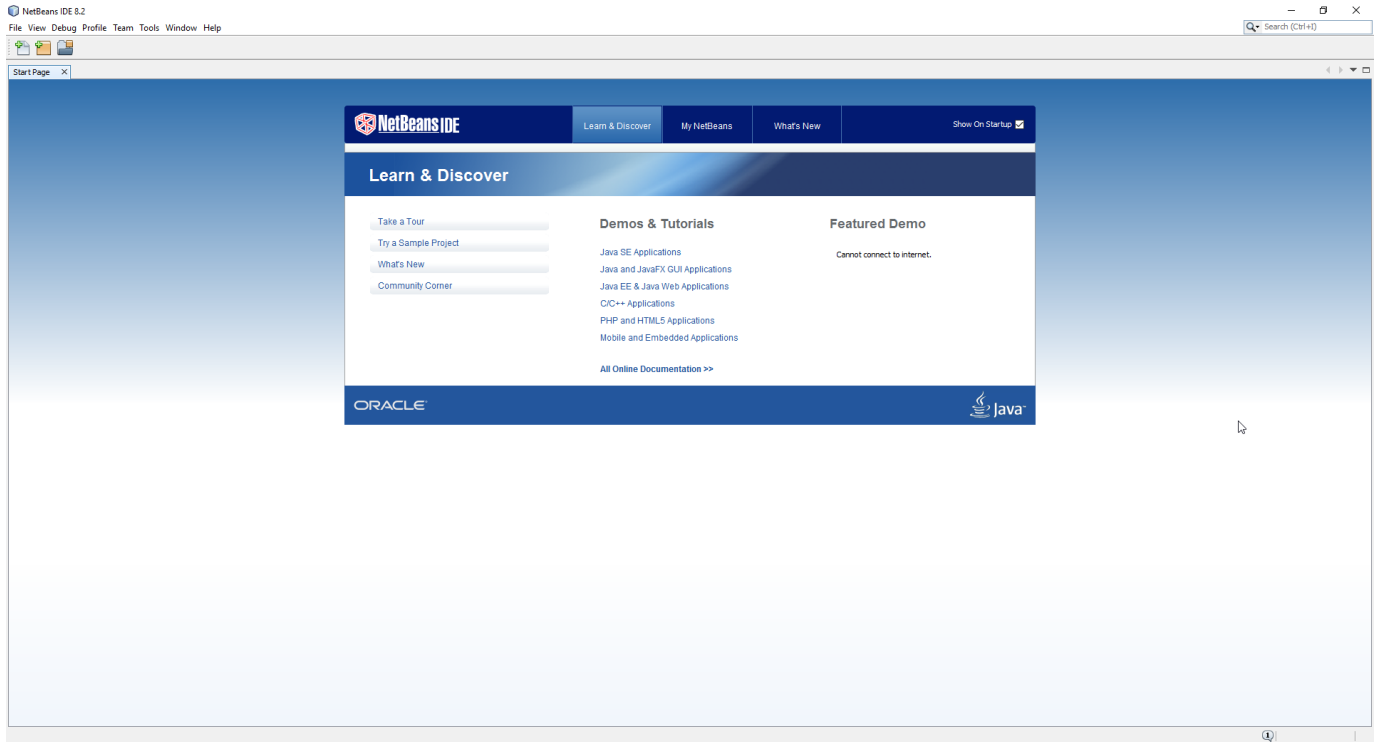 NetBeans IDE 8.2
File View Debug Profile Team Tools Window Help
Search (Ctrl+I)
Start Page
NetBeans IDE
Learn & Discover
My NetBeans
What's New
Show On Startup
Learn & Discover
Take a Tour
Try a Sample Project
What's New
Community Corner
Demos & Tutorials
Java SE Applications
Java and JavaFX GUI Applications
Java EE & Java Web Applications
C/C++ Applications
PHP and HTML5 Applications
Mobile and Embedded Applications
All Online Documentation >>
Featured Demo
Cannot connect to internet.
ORACLE
Java
1